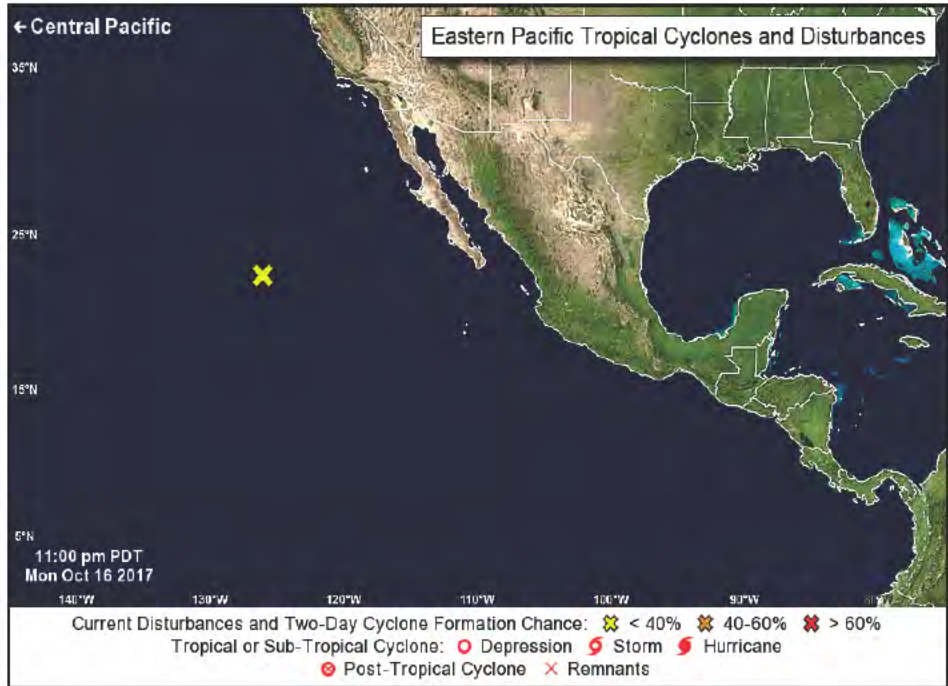 ←Central Pacific
Eastern Pacific Tropical Cyclones and Disturbances
35°N
25°N
15°N
5°N
11:00 pm PDT
Mon Oct 16 2017
140°W 130°W 120°W 110°W 100°W 90°W
Current Disturbances and Two-Day Cyclone Formation Chance: < 40% 40-60% > 60%
Tropical or Sub-Tropical Cyclone: Depression Storm Hurricane
Post-Tropical Cyclone Remnants